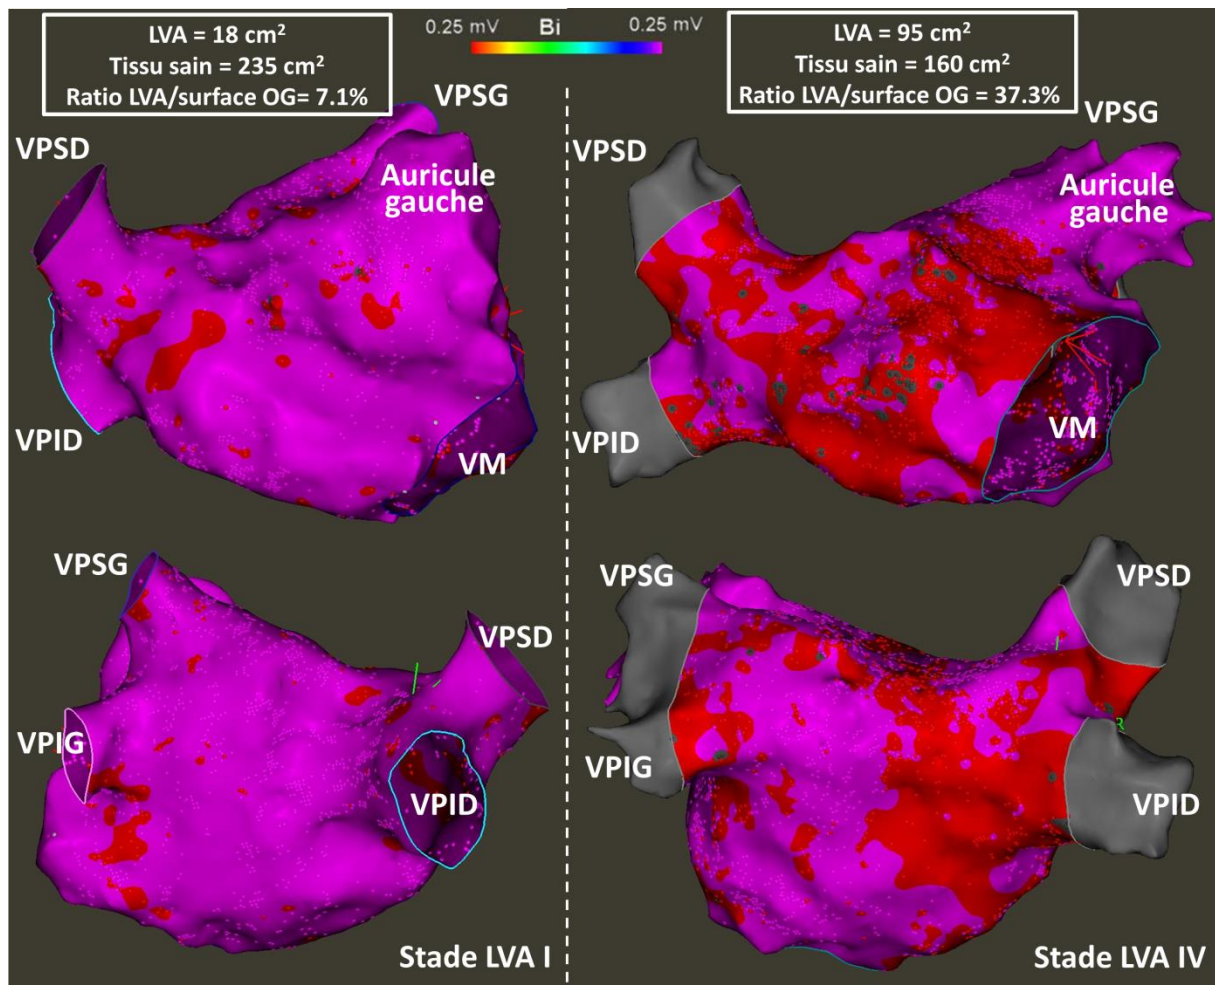 LVA = 18 cm²
Tissu sain = 235 cm²
Ratio LVA/surface OG= 7.1%
0.25 mV Bi 0.25 mV
LVA = 95 cm²
Tissu sain = 160 cm²
Ratio LVA/surface OG = 37.3%
VPSG
VPSD
Auricule
gauche
VPID
VM
VPSG
VPSD
Auricule
gauche
VPID
VM
VPSG
VPSD
VPIG
VPID
Stade LVA I
VPSG
VPSD
VPIG
VPID
3
Stade LVA IV